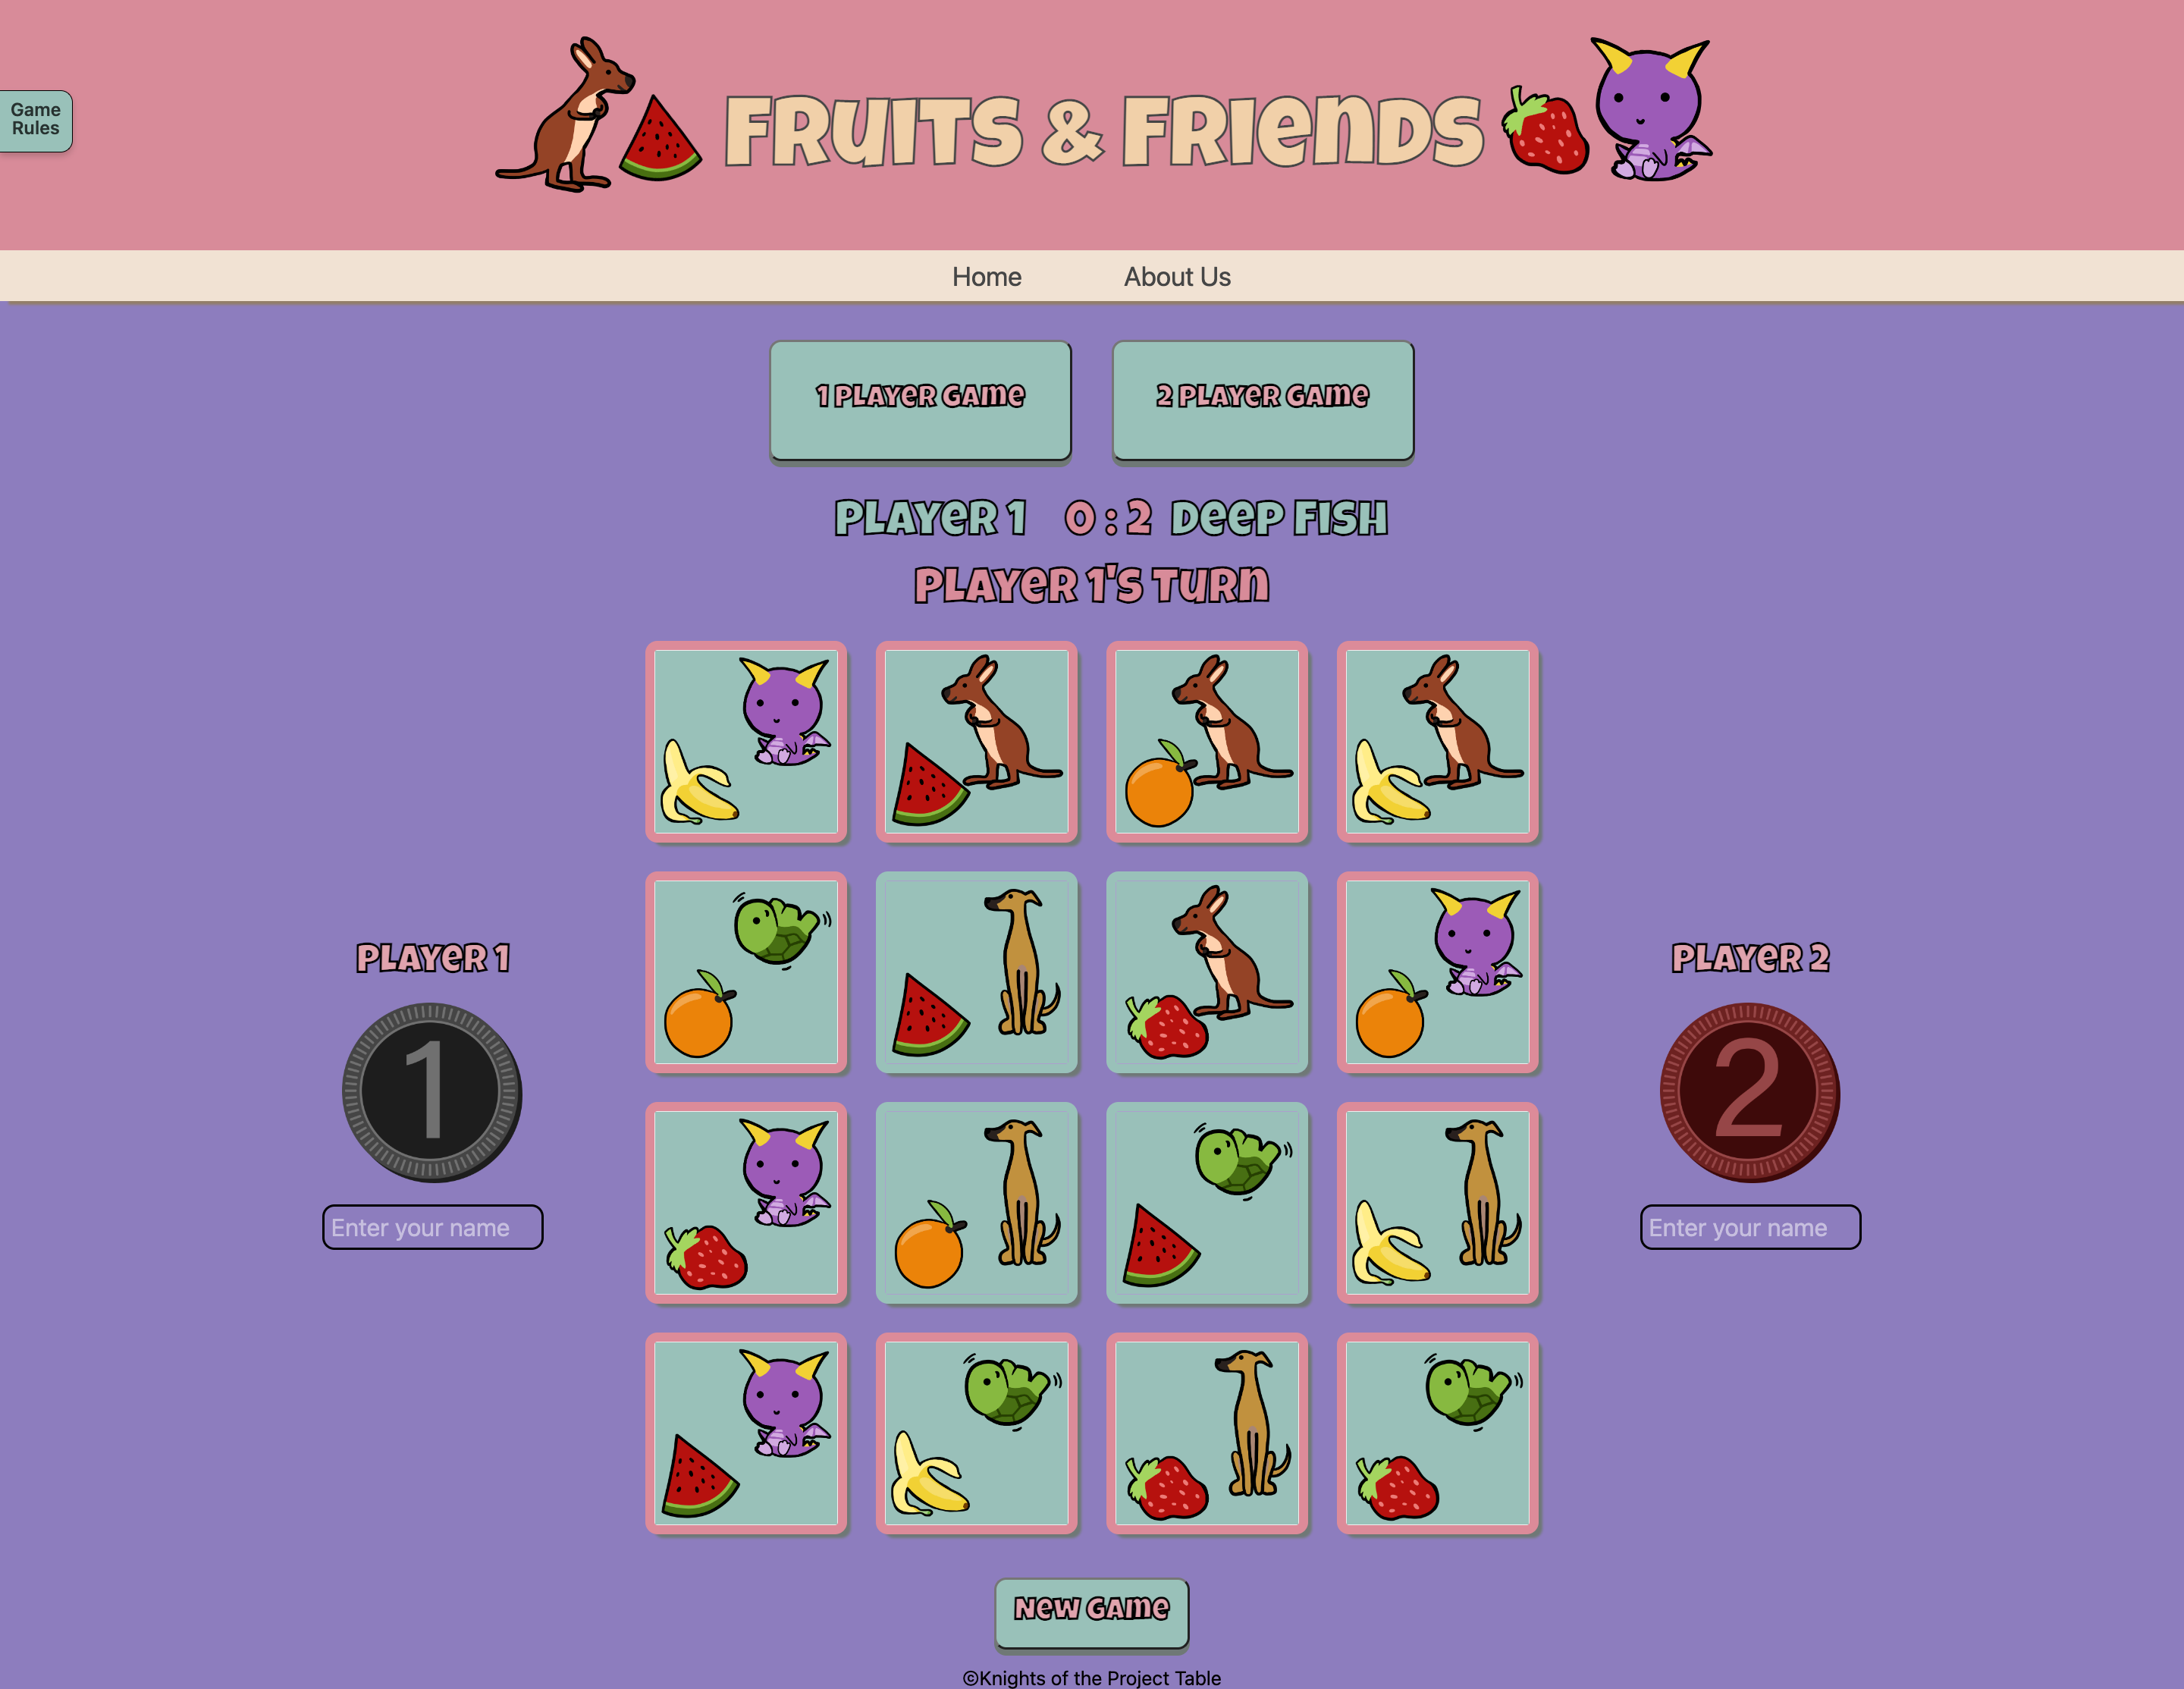 Game
Rules
FRUITS & FRIENDS
Home
About Us
1 PLAYER GAME
2 PLAYER GAME
PLAYER 1 0 : 2 DEEP FISH
PLAYER 1'S TURN
PLAYER 1
1
Enter your name
PLAYER 2
2
Enter your name
NEW GAME
©Knights of the Project Table